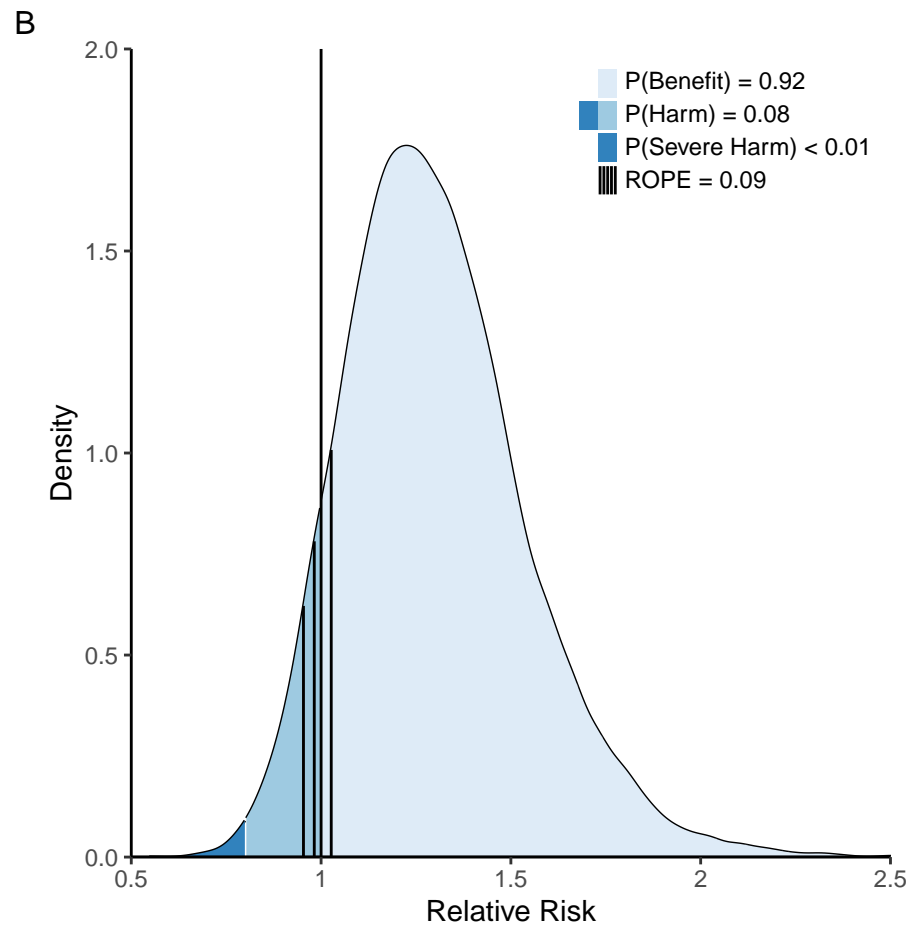 B
P(Benefit) = 0.92
P(Harm) = 0.08
P(Severe Harm) < 0.01
ROPE = 0.09
Density
2.0
1.5
1.0
0.5
0.0
0.5 1 1.5 2 2.5
Relative Risk